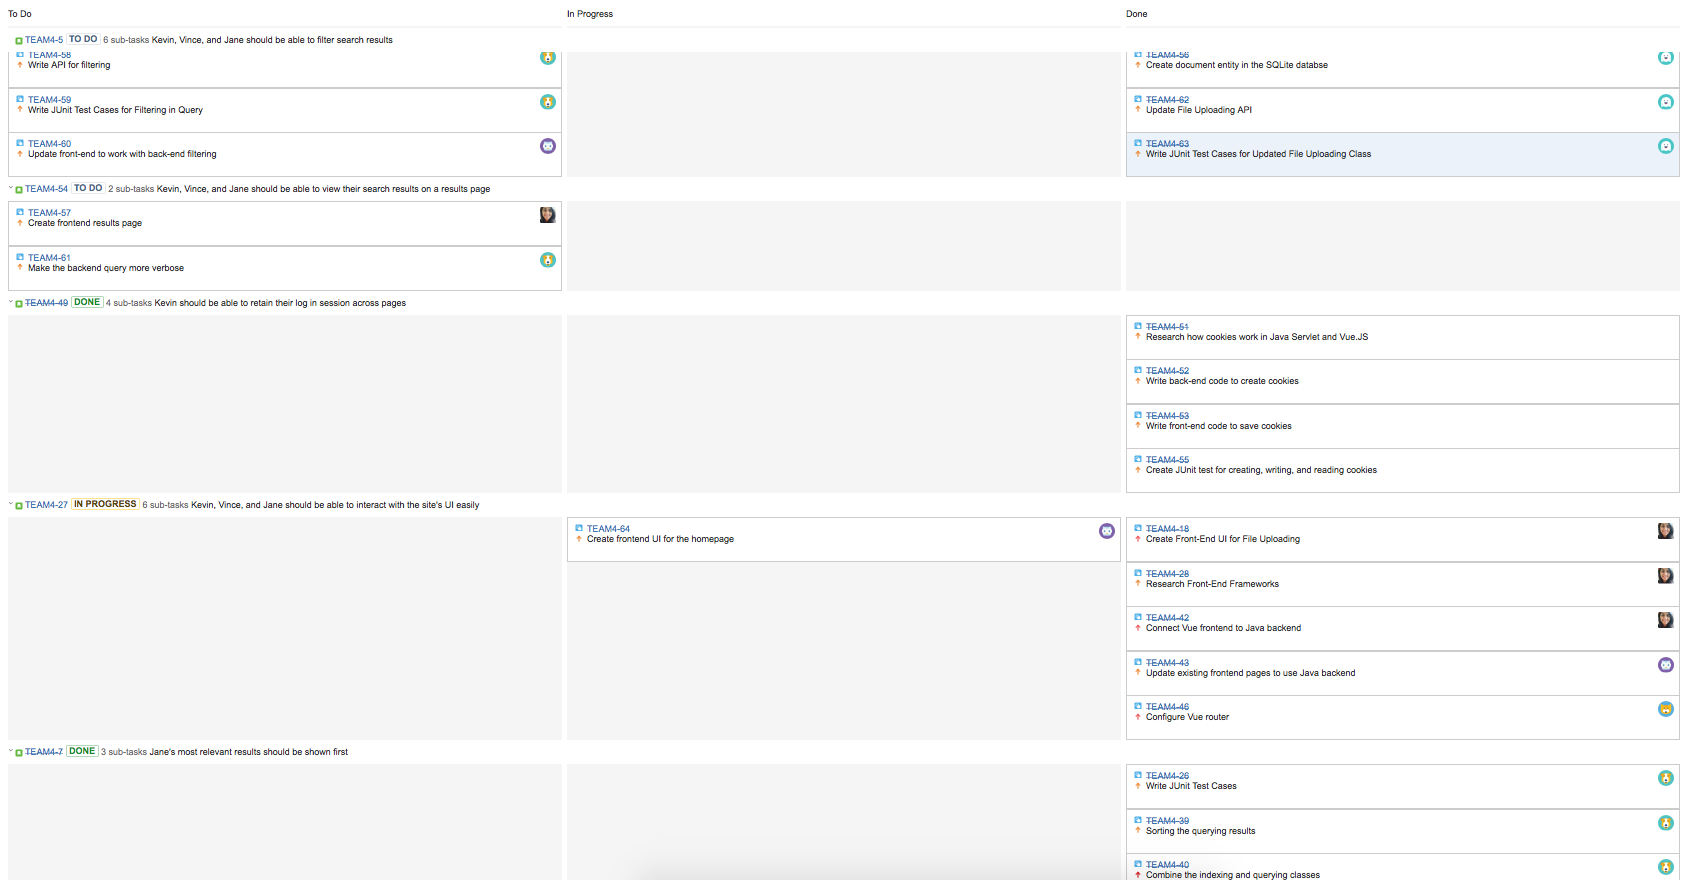 To Do
In Progress
Done
TEAM4-5 TO DO 6 sub-tasks Kevin, Vince, and Jane should be able to filter search results
TEAM4-58
Write API for filtering
TEAM4-59
Write JUnit Test Cases for Filtering in Query
TEAM4-60
Update front-end to work with back-end filtering
TEAM4-56
Create document entity in the SQLite databse
TEAM4-62
Update File Uploading API
TEAM4-63
Write JUnit Test Cases for Updated File Uploading Class
TEAM4-54 TO DO 2 sub-tasks Kevin, Vince, and Jane should be able to view their search results on a results page
TEAM4-57
Create frontend results page
TEAM4-61
Make the backend query more verbose
TEAM4-49 DONE 4 sub-tasks Kevin should be able to retain their log in session across pages
TEAM4-51
Research how cookies work in Java Servlet and Vue.JS
TEAM4-52
Write back-end code to create cookies
TEAM4-53
Write front-end code to save cookies
TEAM4-55
Create JUnit test for creating, writing, and reading cookies
TEAM4-27 IN PROGRESS 6 sub-tasks Kevin, Vince, and Jane should be able to interact with the site's UI easily
TEAM4-64
Create frontend UI for the homepage
TEAM4-18
Create Front-End UI for File Uploading
TEAM4-28
Research Front-End Frameworks
TEAM4-42
Connect Vue frontend to Java backend
TEAM4-43
Update existing frontend pages to use Java backend
TEAM4-46
Configure Vue router
TEAM4-7 DONE 3 sub-tasks Jane's most relevant results should be shown first
TEAM4-26
Write JUnit Test Cases
TEAM4-39
Sorting the querying results
TEAM4-40
Combine the indexing and querying classes